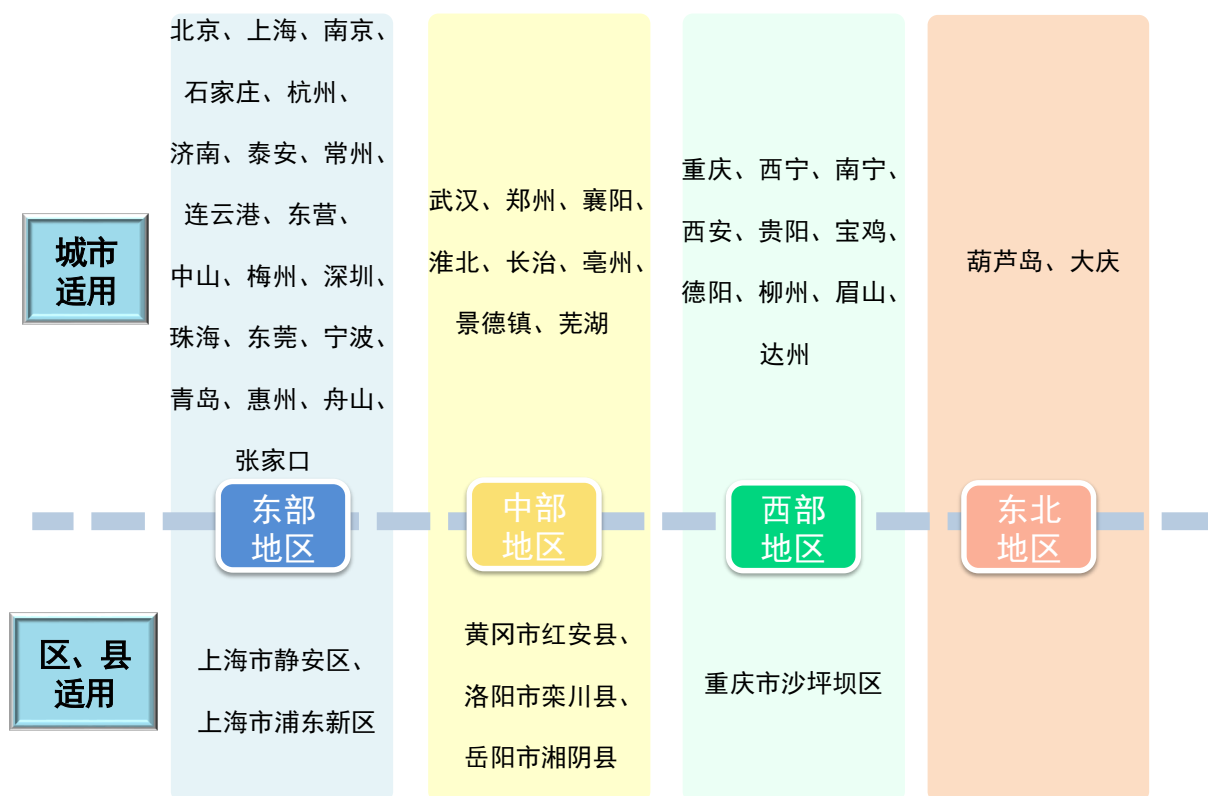 城市
适用
北京、上海、南京、
石家庄、杭州、
济南、泰安、常州、
连云港、东营、
中山、梅州、深圳、
珠海、东莞、宁波、
青岛、惠州、舟山、
张家口
武汉、郑州、襄阳、
淮北、长治、亳州、
景德镇、芜湖
重庆、西宁、南宁、
西安、贵阳、宝鸡、
德阳、柳州、眉山、
达州
葫芦岛、大庆
东部
地区
中部
地区
西部
地区
东北
地区
区、县
适用
上海市静安区、
上海市浦东新区
黄冈市红安县、
洛阳市栾川县、
岳阳市湘阴县
重庆市沙坪坝区